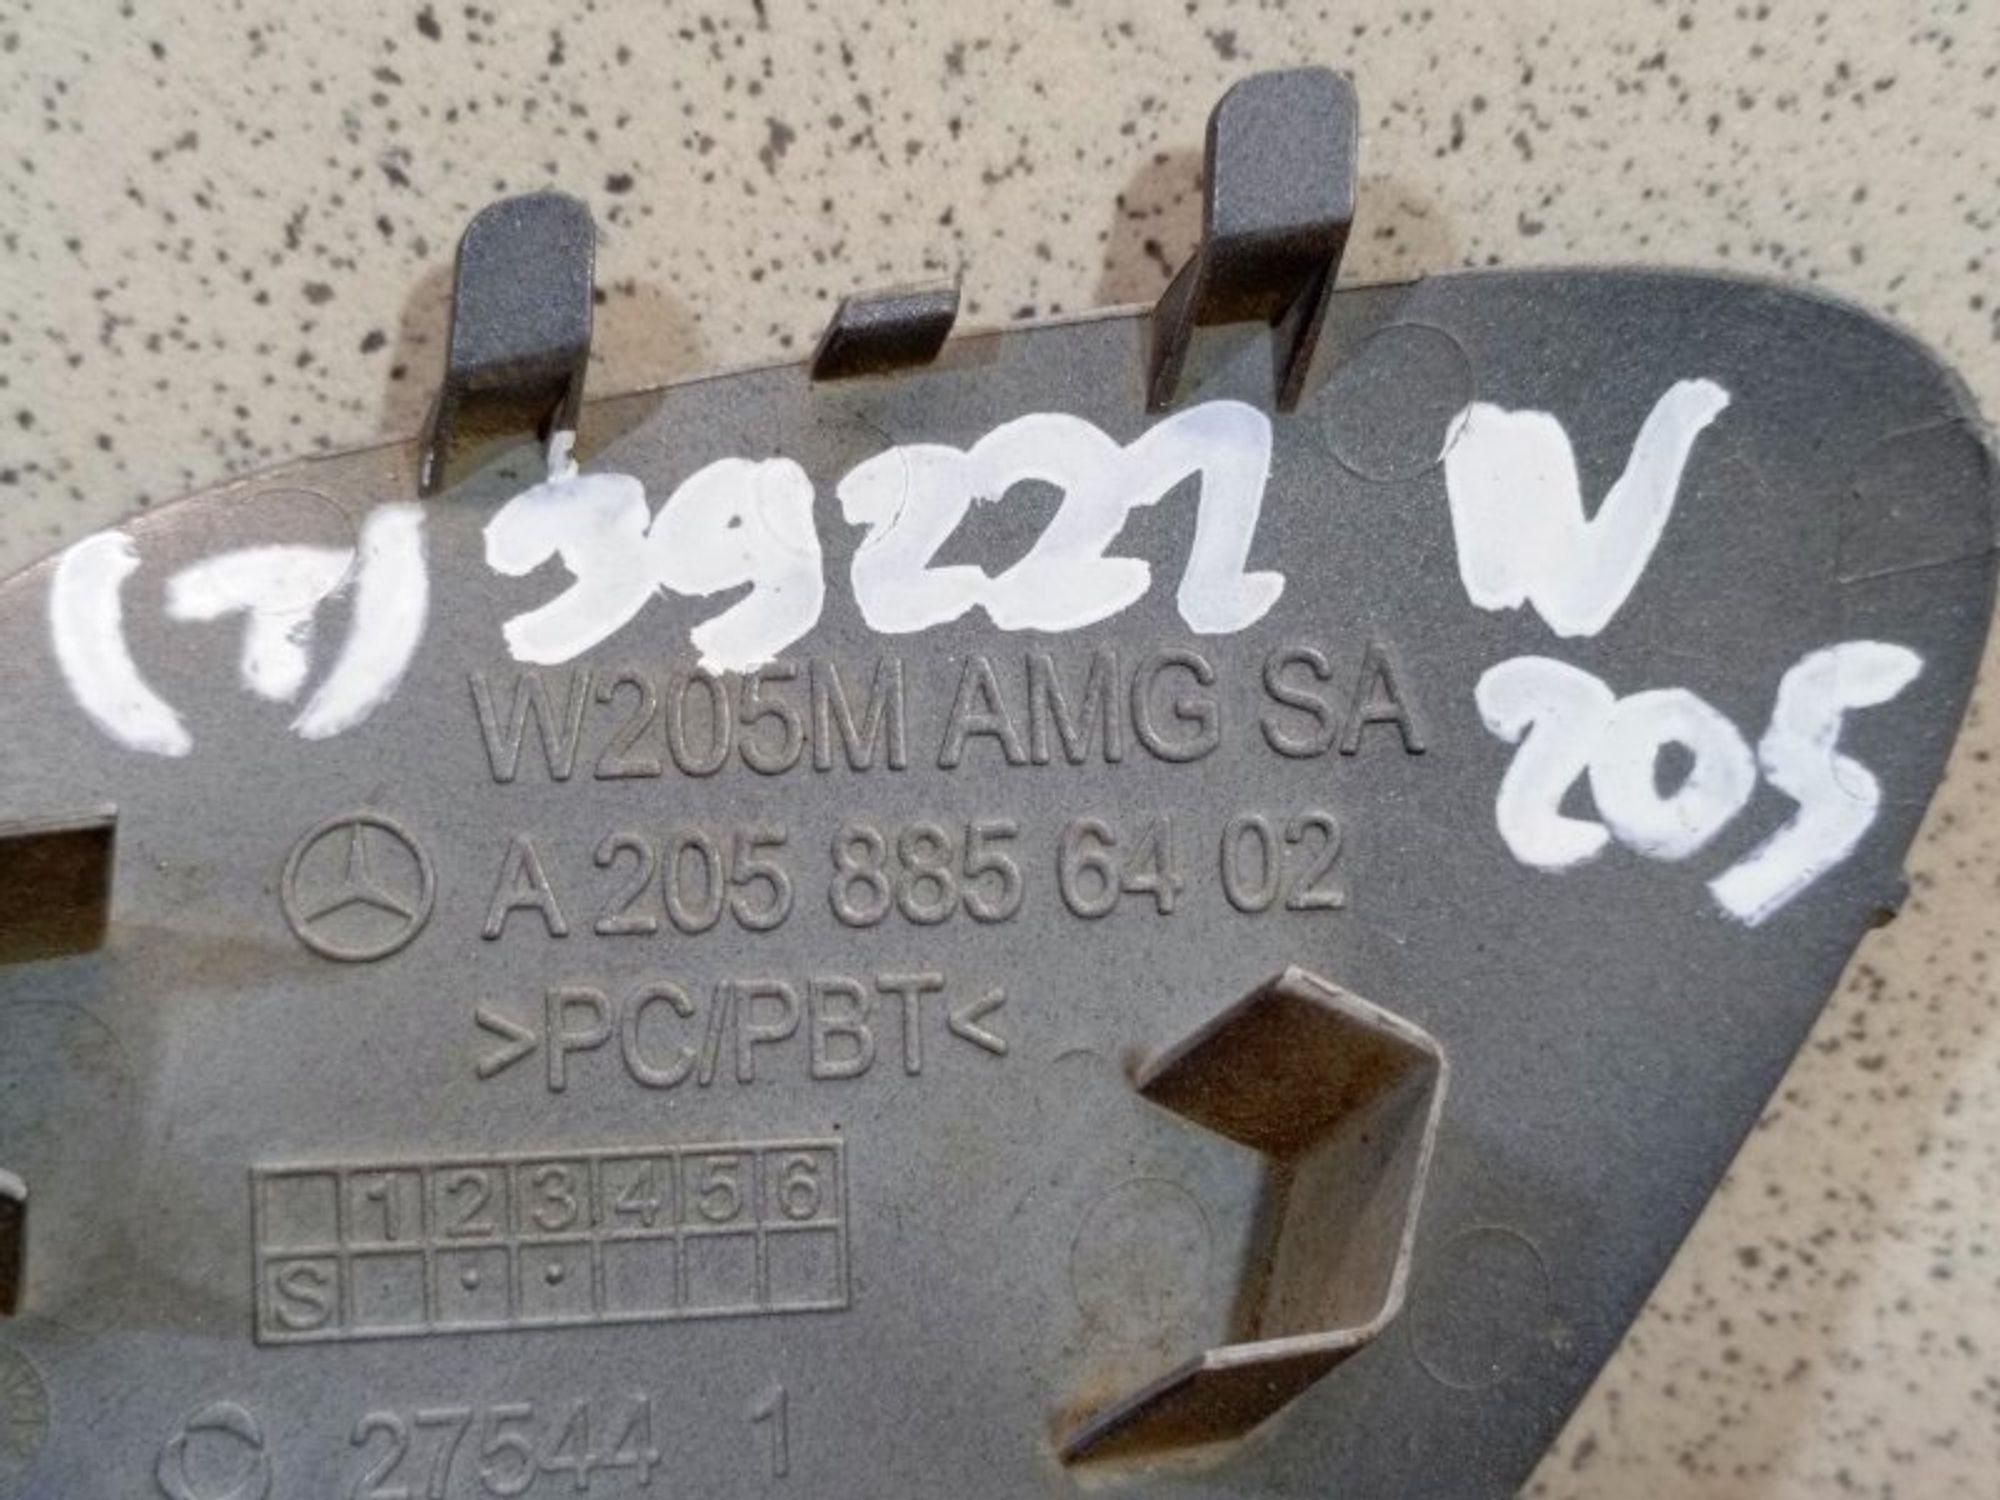 (T) 39221 W
205
W205M AMG SA
A 205 885 64 02
>PC/PBT<
1 2 3 4 5 6
S
27544 1